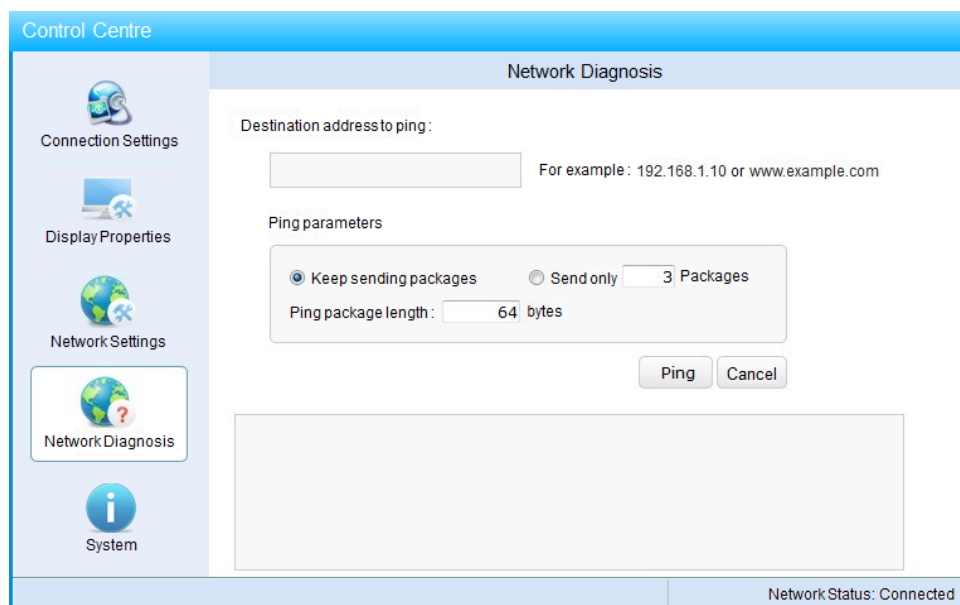 Control Centre
Network Diagnosis
Connection Settings
Display Properties
Network Settings
Network Diagnosis
System
Destination address to ping :
For example : 192.168.1.10 or www.example.com
Ping parameters
Keep sending packages
Send only 3 Packages
Ping package length : 64 bytes
Ping
Cancel
Network Status: Connected